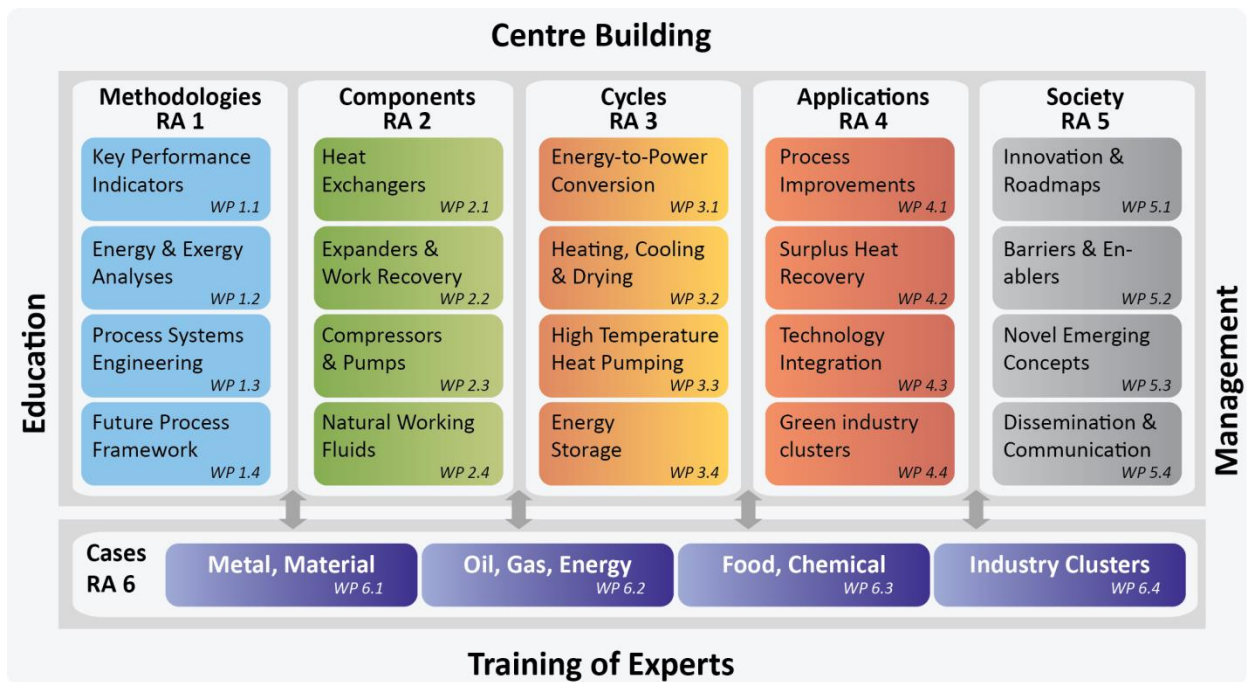 Centre Building
Education
Methodologies
RA 1
Key Performance
Indicators
WP 1.1
Energy & Exergy
Analyses
WP 1.2
Process Systems
Engineering
WP 1.3
Future Process
Framework
WP 1.4
Components
RA 2
Heat
Exchangers
WP 2.1
Expanders &
Work Recovery
WP 2.2
Compressors
& Pumps
WP 2.3
Natural Working
Fluids
WP 2.4
Cycles
RA 3
Energy-to-Power
Conversion
WP 3.1
Heating, Cooling
& Drying
WP 3.2
High Temperature
Heat Pumping
WP 3.3
Energy
Storage
WP 3.4
Applications
RA 4
Process
Improvements
WP 4.1
Surplus Heat
Recovery
WP 4.2
Technology
Integration
WP 4.3
Green industry
clusters
WP 4.4
Society
RA 5
Innovation &
Roadmaps
WP 5.1
Barriers & En-
ablers
WP 5.2
Novel Emerging
Concepts
WP 5.3
Dissemination &
Communication
WP 5.4
Management
Cases
RA 6
Metal, Material
WP 6.1
Oil, Gas, Energy
WP 6.2
Food, Chemical
WP 6.3
Industry Clusters
WP 6.4
Training of Experts